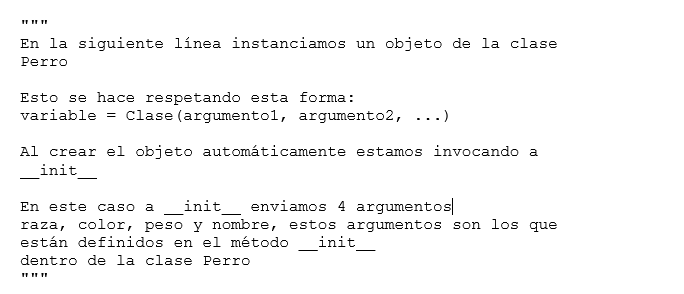 """
En la siguiente línea instanciamos un objeto de la clase
Perro
Esto se hace respetando esta forma:
variable = Clase(argumento1, argumento2, ...)
Al crear el objeto automáticamente estamos invocando a
__init__
En este caso a __init__ enviamos 4 argumentos
raza, color, peso y nombre, estos argumentos son los que
están definidos en el método __init__
dentro de la clase Perro
"""